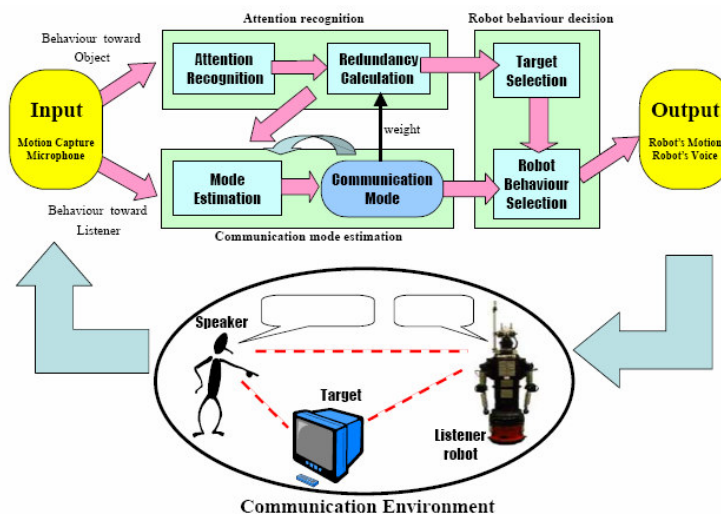 Attention recognition
Robot behaviour decision
Behaviour toward
Object
Attention
Recognition
Redundancy
Calculation
Target
Selection
Input
Motion Capture
Microphone
Output
Robot's Motion
Robot's Voice
weight
Mode
Estimation
Communication
Mode
Robot
Behaviour
Selection
Behaviour toward
Listener
Communication mode estimation
Speaker
Target
Listener
robot
Communication Environment